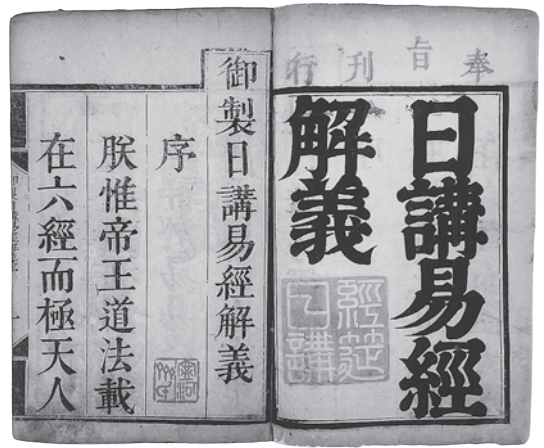 奉旨刊行
日講易經
解義
經筵
日講
御製日講易經解義
序
朕惟帝王道法載
在六經而極天人